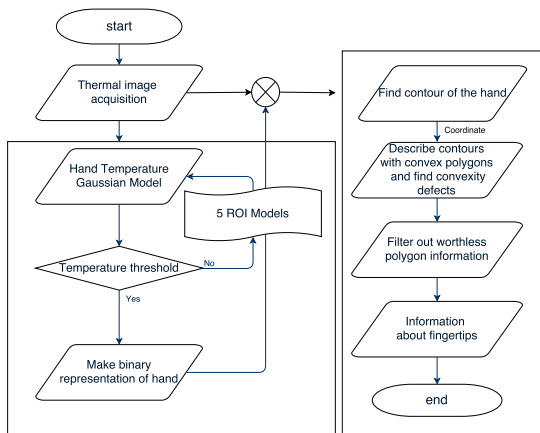 start
Thermal image
acquisition
Hand Temperature
Gaussian Model
5 ROI Models
Temperature threshold
No
Yes
Make binary
representation of hand
Find contour of the hand
Coordinate
Describe contours
with convex polygons
and find convexity
defects
Filter out worthless
polygon information
Information
about fingertips
end